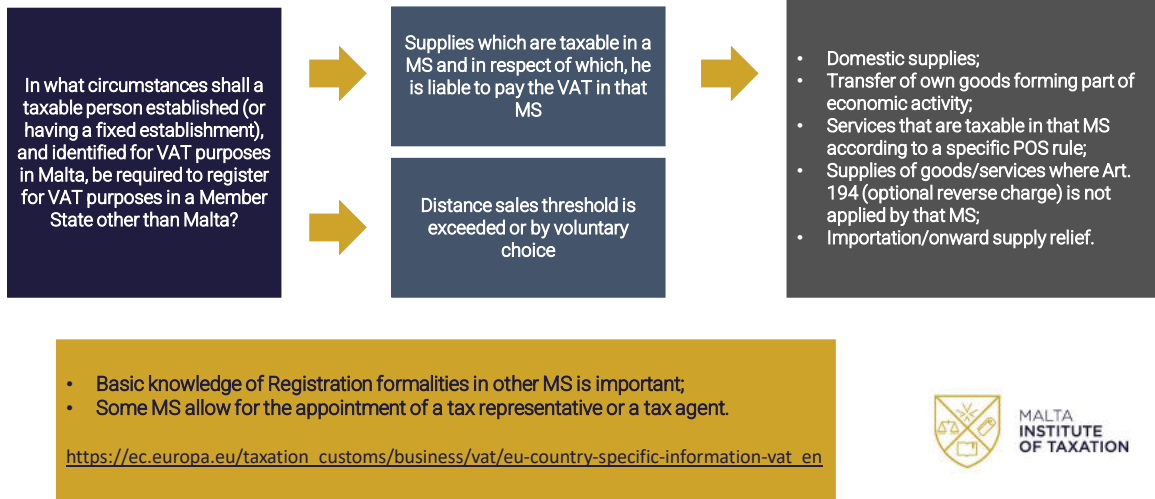 In what circumstances shall a
taxable person established (or
having a fixed establishment),
and identified for VAT purposes
in Malta, be required to register
for VAT purposes in a Member
State other than Malta?
Supplies which are taxable in a
MS and in respect of which, he
is liable to pay the VAT in that
MS
Distance sales threshold is
exceeded or by voluntary
choice
• Domestic supplies;
• Transfer of own goods forming part of
economic activity;
• Services that are taxable in that MS
according to a specific POS rule;
• Supplies of goods/services where Art.
194 (optional reverse charge) is not
applied by that MS;
• Importation/onward supply relief.
• Basic knowledge of Registration formalities in other MS is important;
• Some MS allow for the appointment of a tax representative or a tax agent.
https://ec.europa.eu/taxation_customs/business/vat/eu-country-specific-information-vat_en
MALTA
INSTITUTE
OF TAXATION